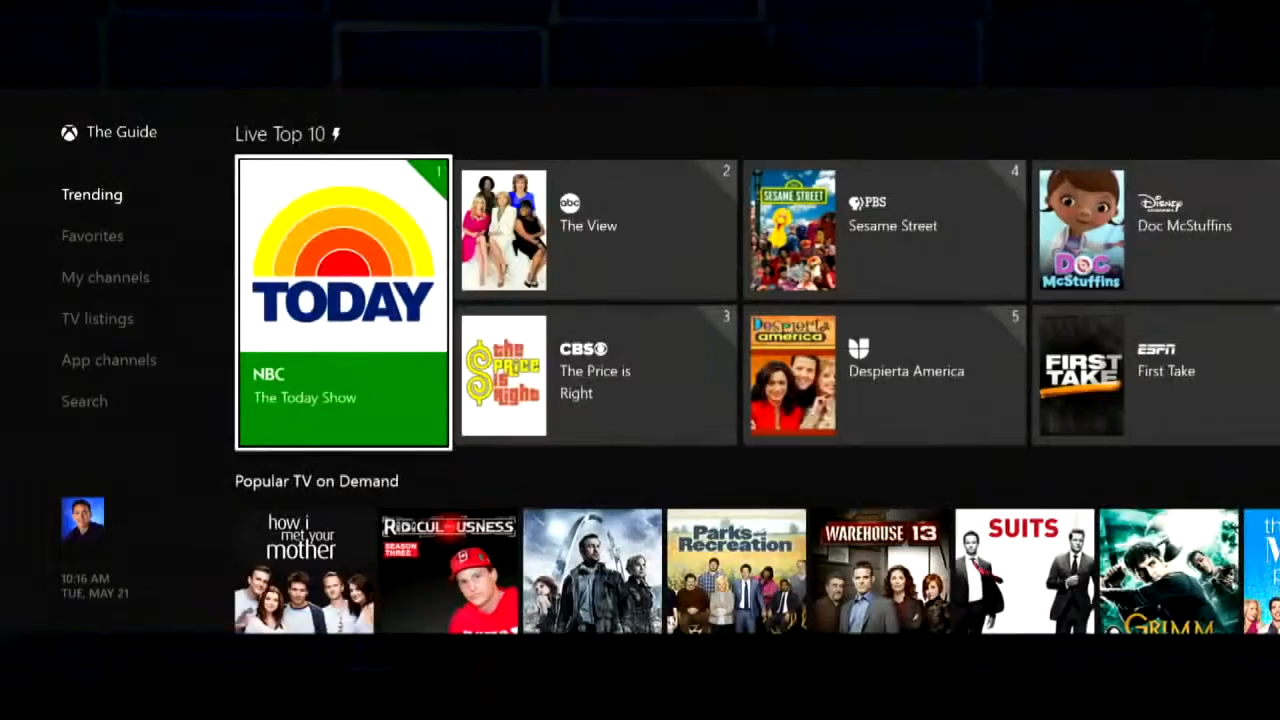 The Guide
Trending
Favorites
My channels
TV listings
App channels
Search
10:16 AM
TUE, MAY 21
Live Top 10
1
TODAY
NBC
The Today Show
2
abc
The View
3
the
PRICE
is
Right
CBS
The Price is
Right
4
SESAME STREET
PBS
Sesame Street
5
Despierta
america
Despierta America
DOC
McStuffins
Disney
Doc McStuffins
FIRST
TAKE
ESPN
First Take
Popular TV on Demand
how i
met your
mother
RIDICULOUSNESS
SEASON
THREE
Parks and
Recreation
WAREHOUSE 13
SUITS
GRIMM